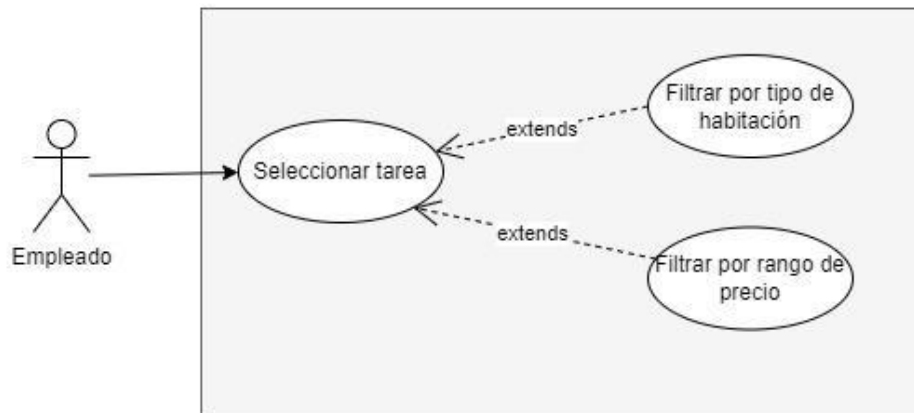 Filtrar por tipo de
habitación
extends
Seleccionar tarea
extends
Empleado
Filtrar por rango de
precio